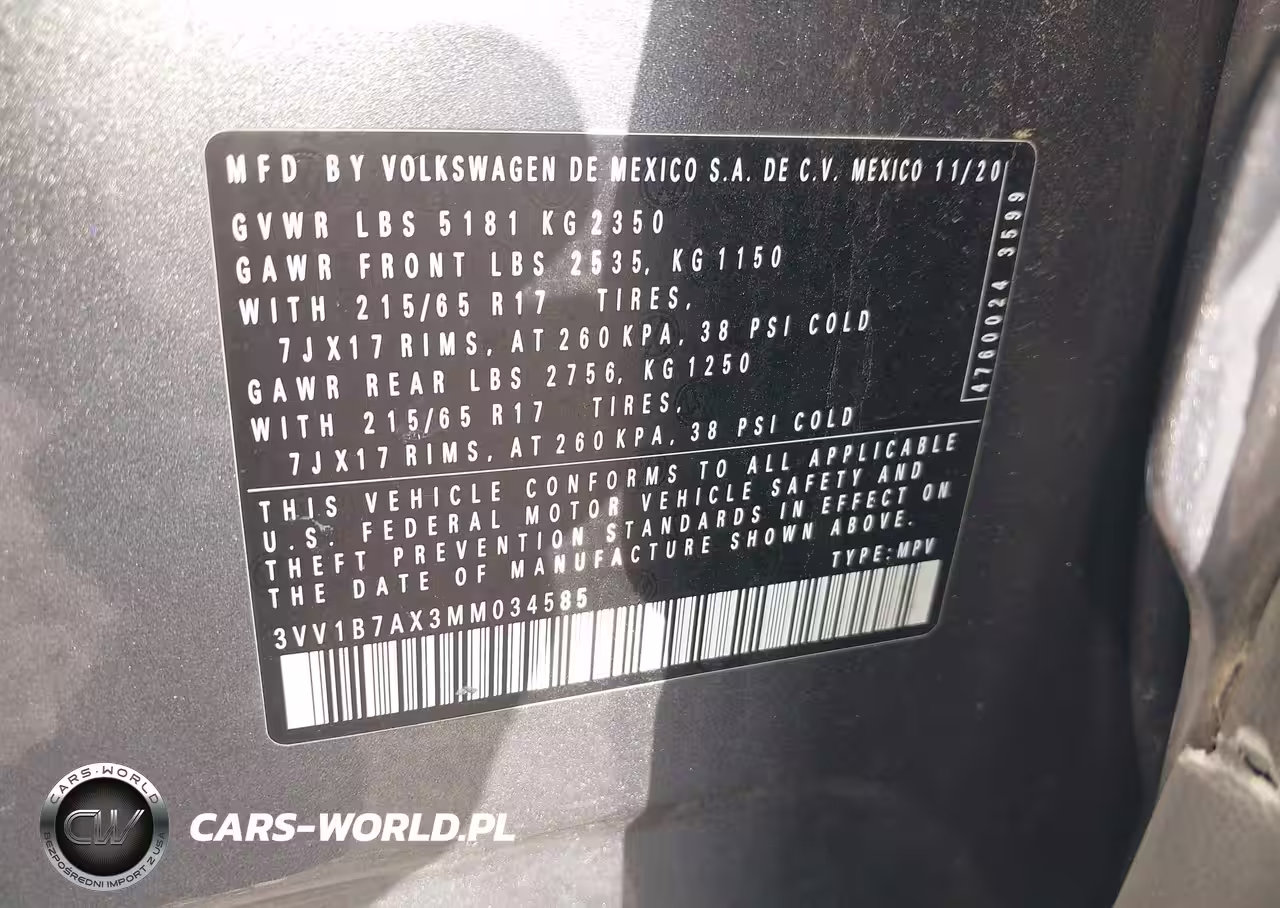 MFD BY VOLKSWAGEN DE MEXICO S.A. DE C.V. MEXICO 11/20
GVWR LBS 5181 KG 2350
GAWR FRONT LBS 2535, KG 1150
WITH 215/65 R17 TIRES,
7JX17 RIMS, AT 260 KPA, 38 PSI COLD
GAWR REAR LBS 2756, KG 1250
WITH 215/65 R17 TIRES,
7JX17 RIMS, AT 260 KPA, 38 PSI COLD
4760024 3599
THIS VEHICLE CONFORMS TO ALL APPLICABLE
U.S. FEDERAL MOTOR VEHICLE SAFETY AND
THEFT PREVENTION STANDARDS IN EFFECT ON
THE DATE OF MANUFACTURE SHOWN ABOVE.
TYPE: MPV
3VV1B7AX3MM034585
CARS-WORLD
CW
BEZPOŚREDNI IMPORT Z USA
CARS-WORLD.PL